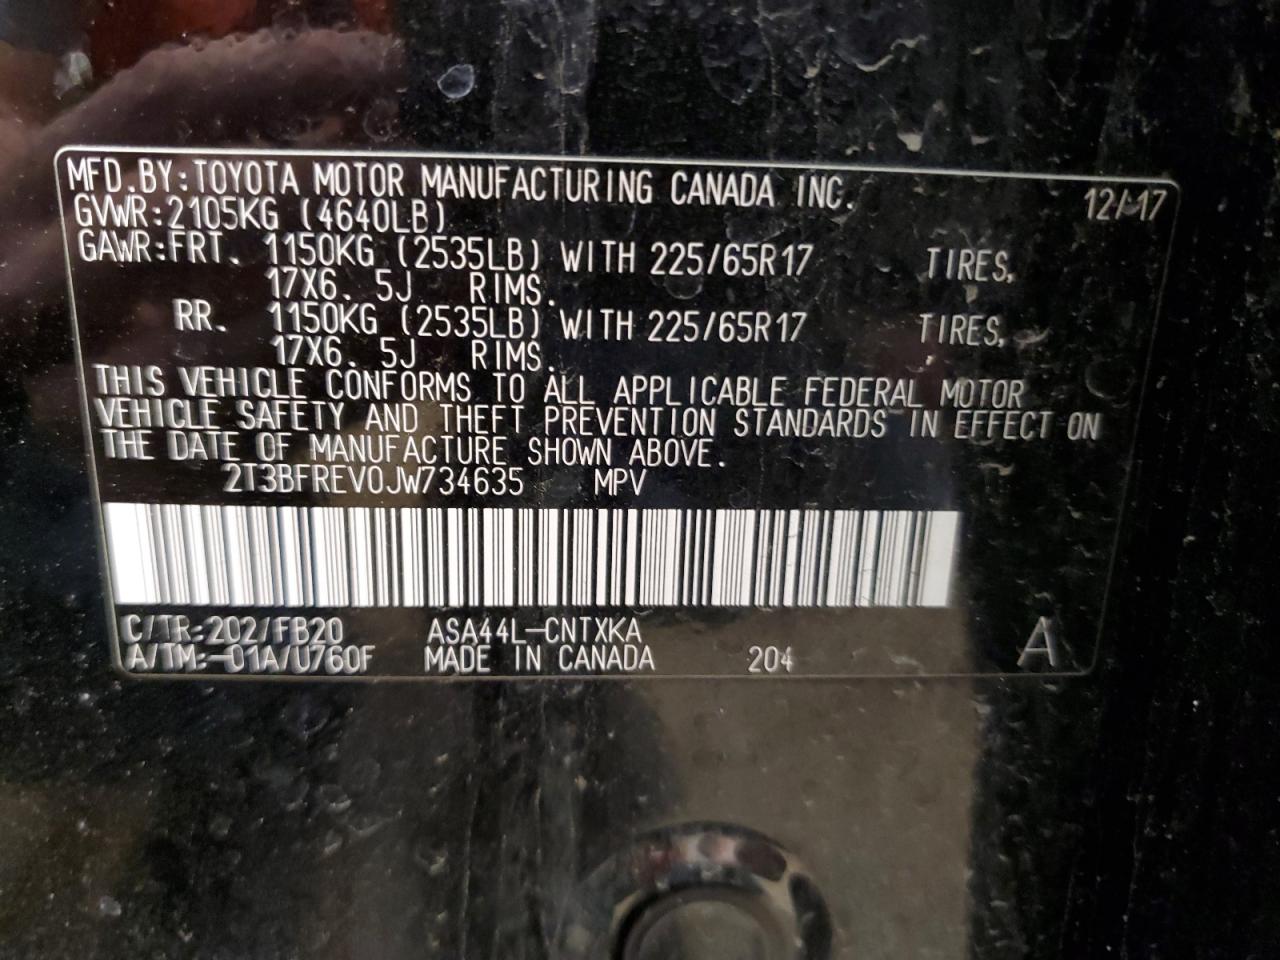 MFD.BY:TOYOTA MOTOR MANUFACTURING CANADA INC. 12/17
GVWR:2105KG (4640LB)
GAWR:FRT. 1150KG (2535LB) WITH 225/65R17 TIRES,
17X6.5J RIMS.
RR. 1150KG (2535LB) WITH 225/65R17 TIRES,
17X6.5J RIMS.
THIS VEHICLE CONFORMS TO ALL APPLICABLE FEDERAL MOTOR
VEHICLE SAFETY AND THEFT PREVENTION STANDARDS IN EFFECT ON
THE DATE OF MANUFACTURE SHOWN ABOVE.
2T3BFREV0JW734635 MPV
C/TR:202/FB20 ASA44L-CNTXKA
A/TM:-01A/U760F MADE IN CANADA 204 A